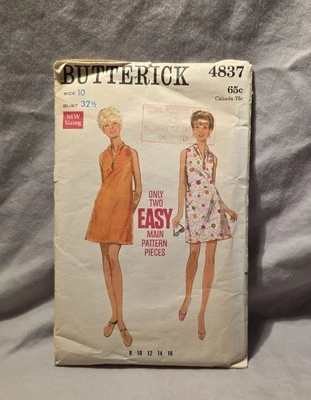 BUTTERICK 4837
SIZE 10 65c
BUST 32½ Canada 75c
NEW
Sizing
ONLY
TWO
EASY
MAIN
PATTERN
PIECES
8 10 12 14 16